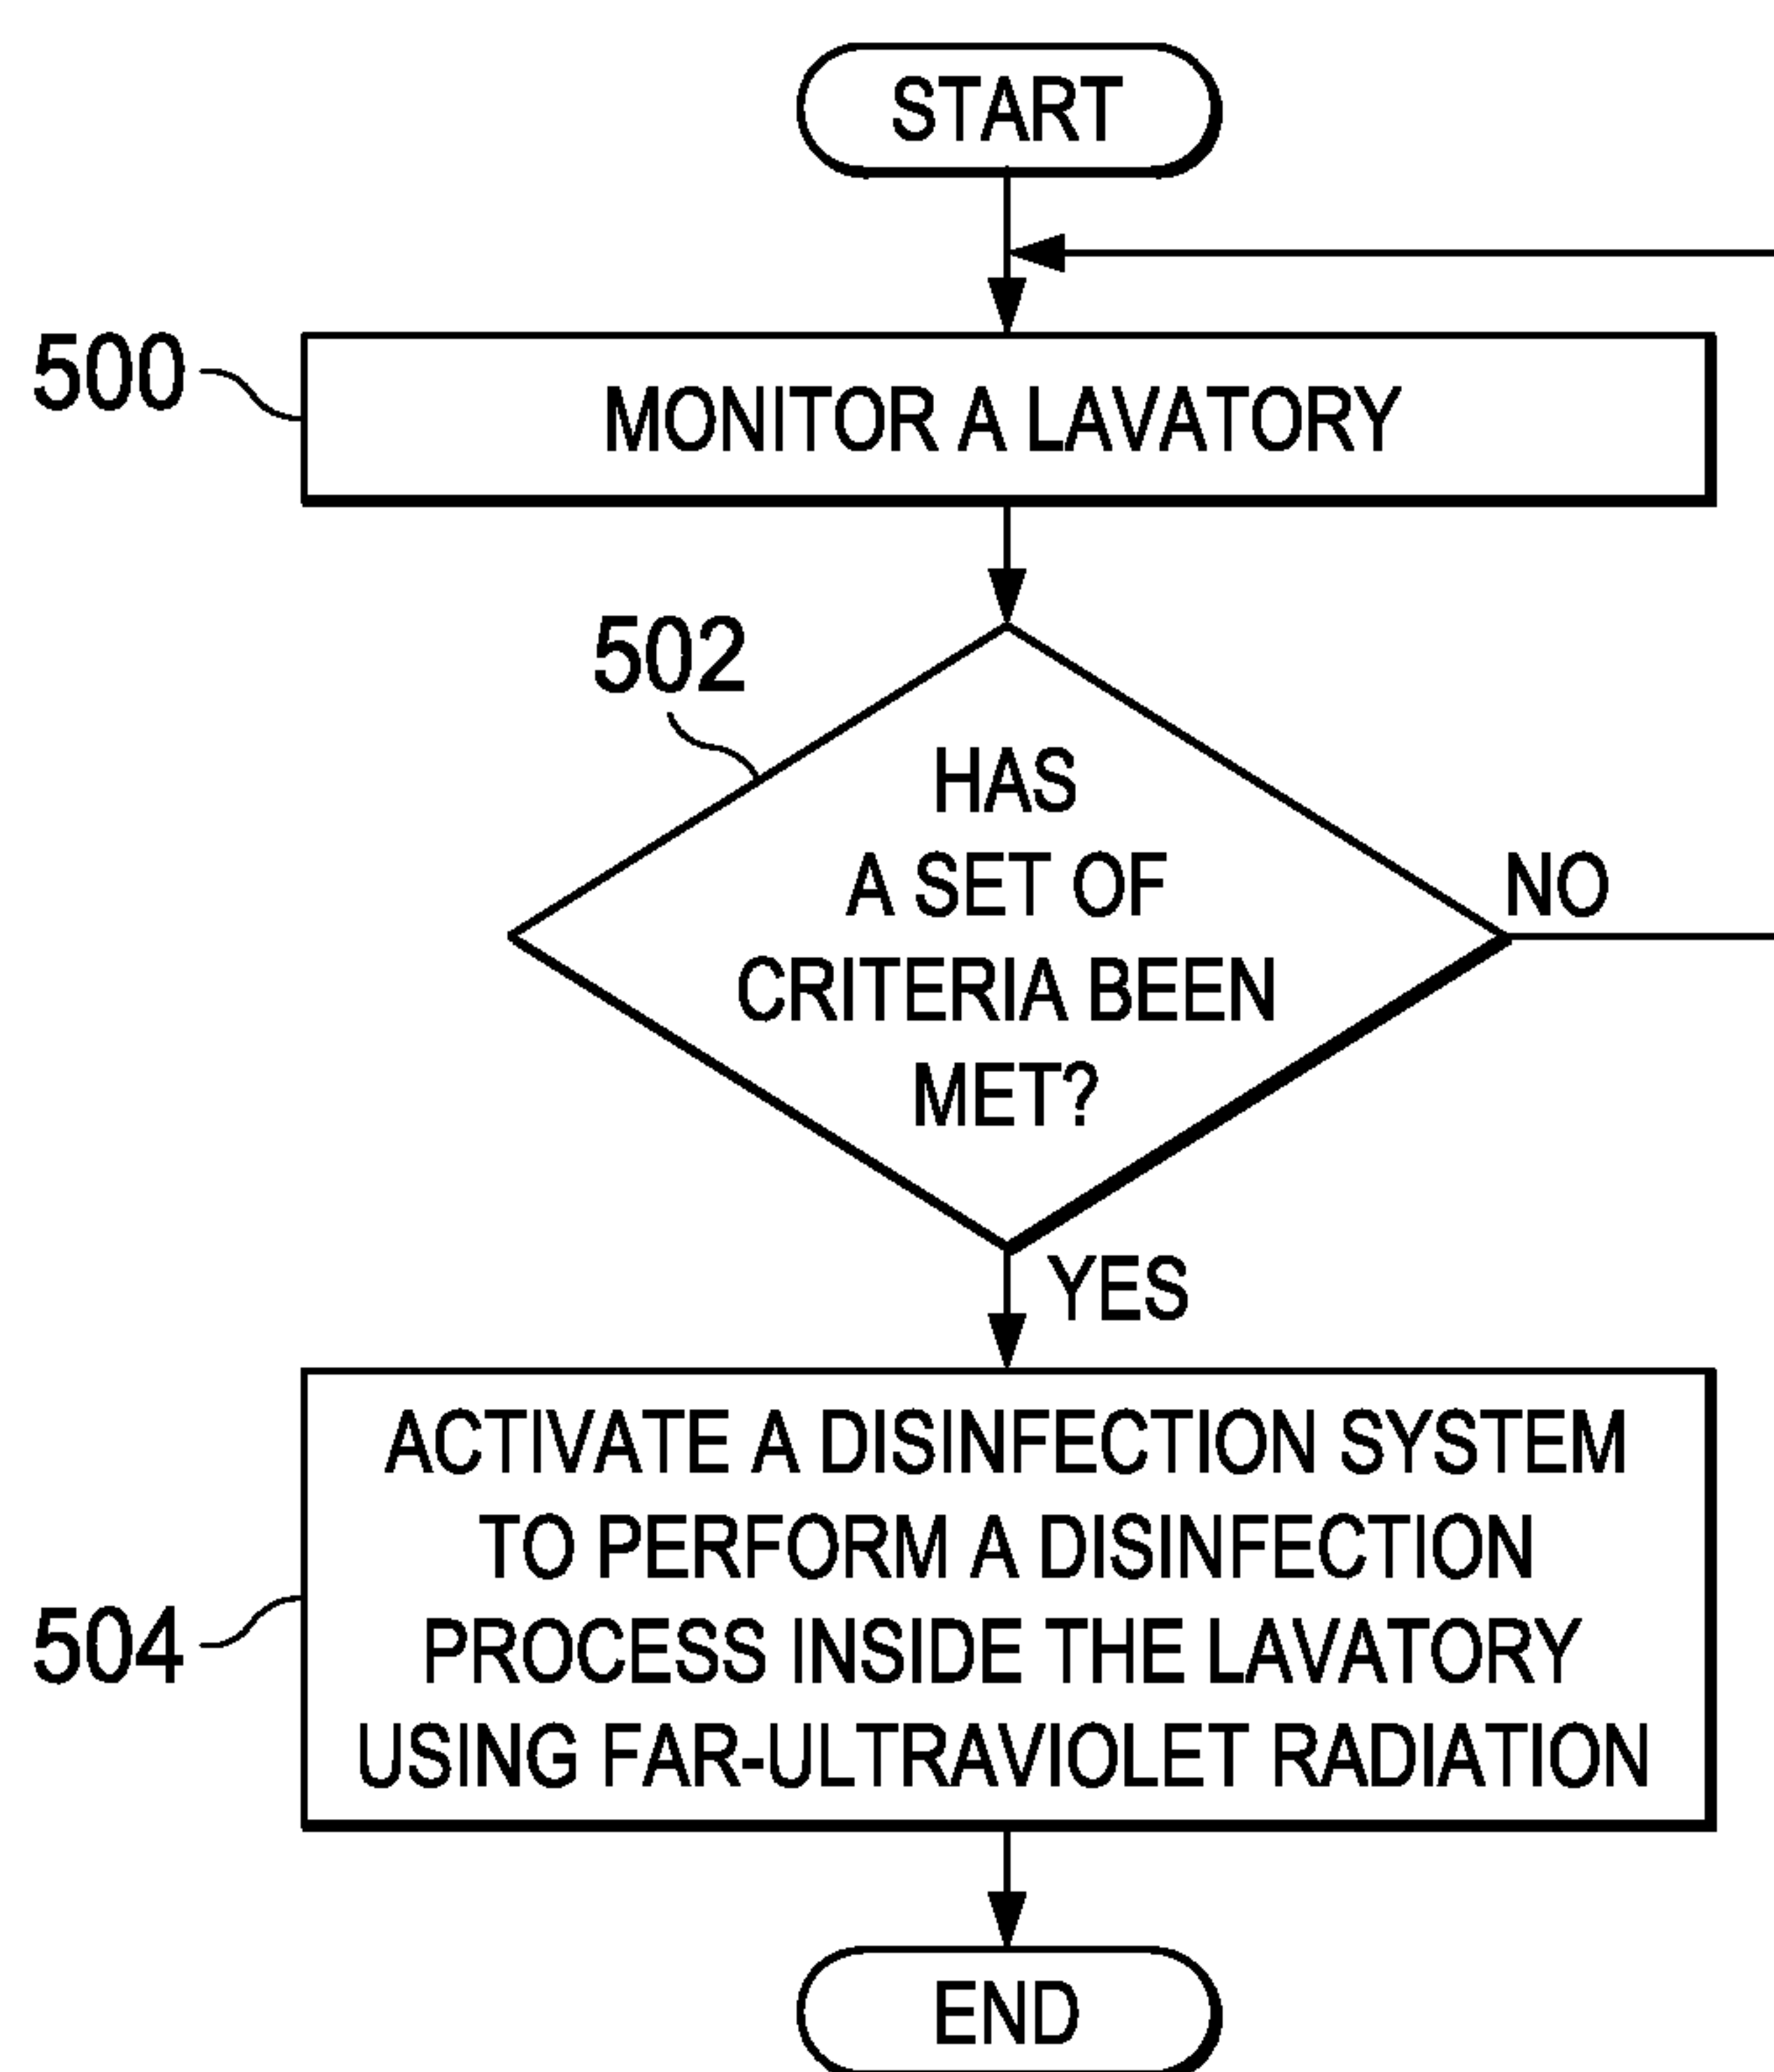 START
500
MONITOR A LAVATORY
502
HAS
A SET OF
CRITERIA BEEN
MET?
NO
YES
504
ACTIVATE A DISINFECTION SYSTEM
TO PERFORM A DISINFECTION
PROCESS INSIDE THE LAVATORY
USING FAR-ULTRAVIOLET RADIATION
END